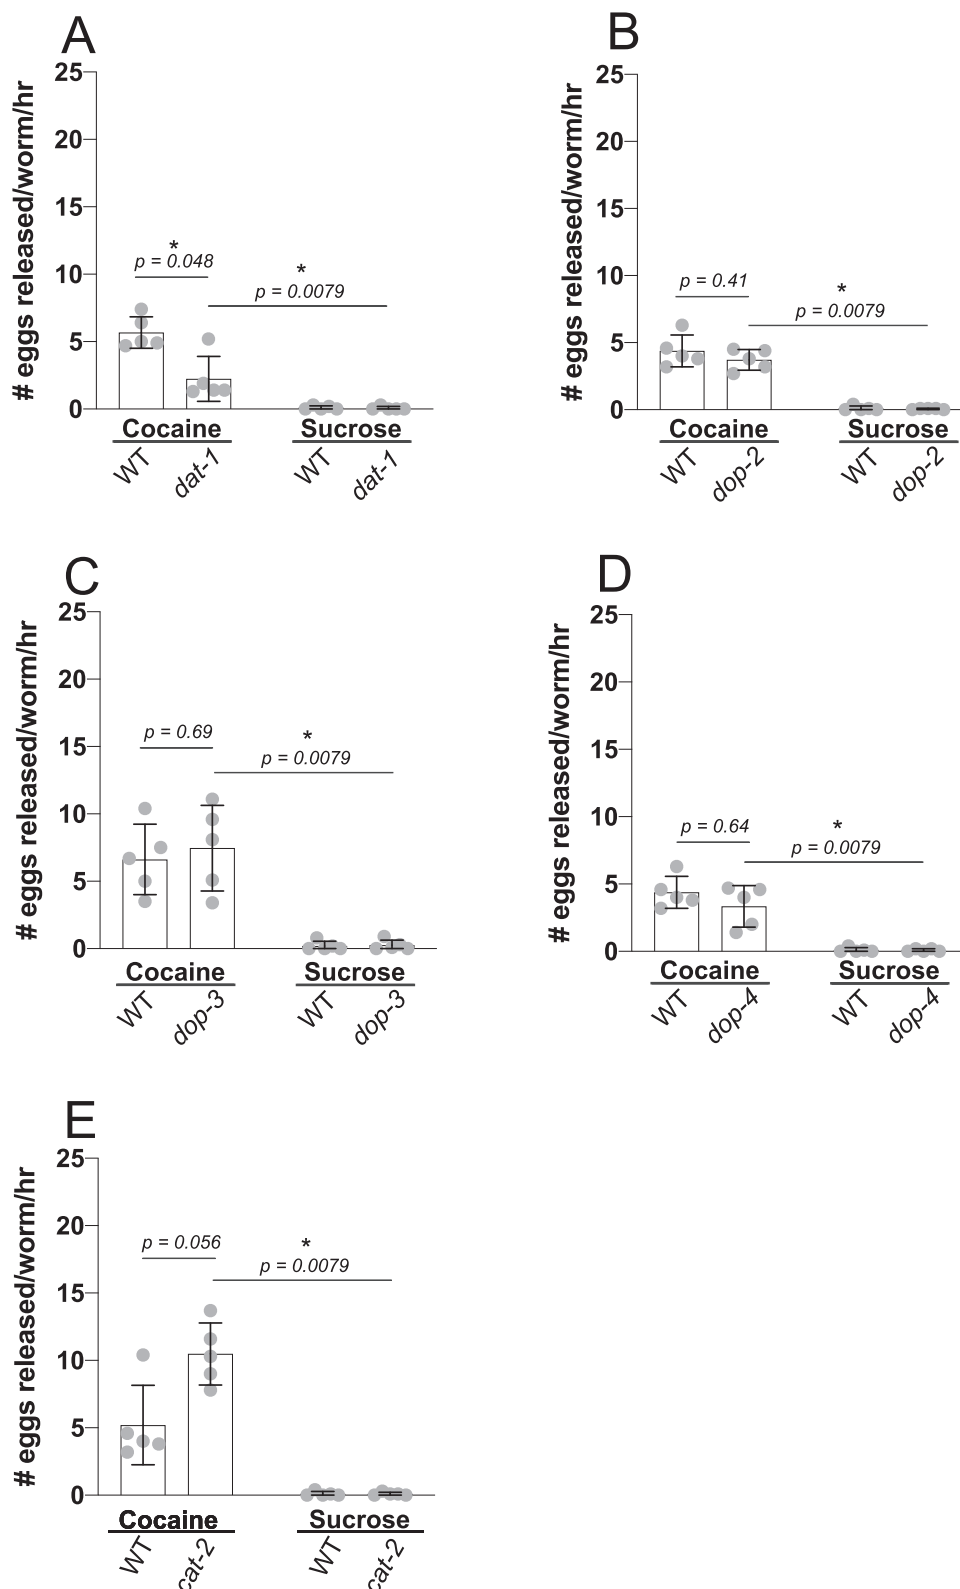 A
# eggs released/worm/hr
25
20
15
10
5
0
*
p = 0.048
*
p = 0.0079
Cocaine
Sucrose
WT
dat-1
WT
dat-1
B
# eggs released/worm/hr
25
20
15
10
5
0
p = 0.41
*
p = 0.0079
Cocaine
Sucrose
WT
dop-2
WT
dop-2
C
# eggs released/worm/hr
25
20
15
10
5
0
p = 0.69
*
p = 0.0079
Cocaine
Sucrose
WT
dop-3
WT
dop-3
D
# eggs released/worm/hr
25
20
15
10
5
0
p = 0.64
*
p = 0.0079
Cocaine
Sucrose
WT
dop-4
WT
dop-4
E
# eggs released/worm/hr
25
20
15
10
5
0
p = 0.056
*
p = 0.0079
Cocaine
Sucrose
WT
cat-2
WT
cat-2